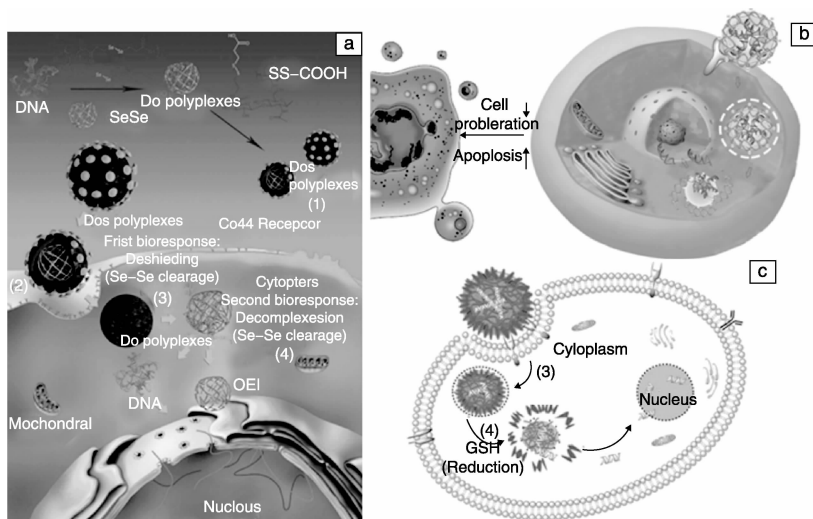 a
DNA
SeSe
Do polyplexes
SS–COOH
Dos
polyplexes
(1)
Co44 Recepcor
Dos polyplexes
Frist bioresponse:
Deshieding
(Se–Se clearage)
(2)
(3)
Cytopters
Second bioresponse:
Decomplexesion
(Se–Se clearage)
(4)
Do polyplexes
DNA
OEI
Mochondral
Nuclous
b
Cell
probleration
Apoplosis
c
Cyloplasm
(3)
(4)
GSH
(Reduction)
Nucleus